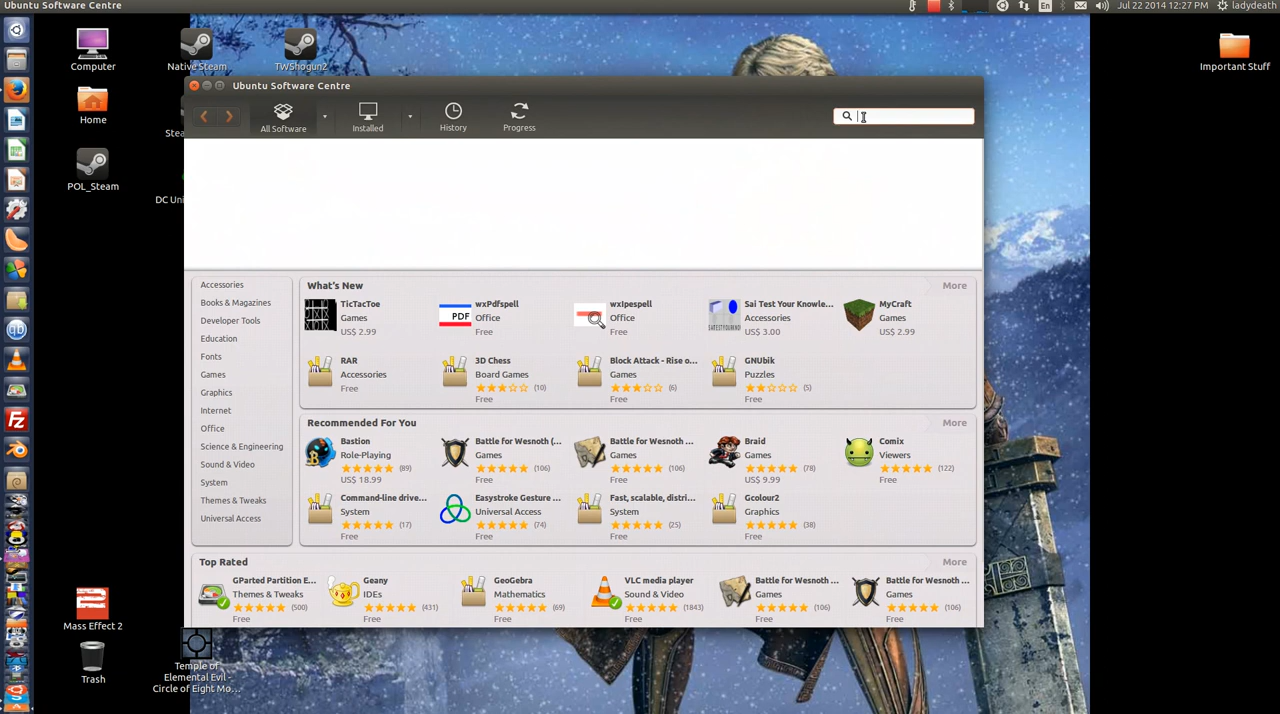 Ubuntu Software Centre
En
Jul 22 2014 12:27 PM
ladydeath
Computer
Native Steam
TWShogun2
Important Stuff
Home
Stea
POL_Steam
DC Uni
Ubuntu Software Centre
All Software
Installed
History
Progress
Accessories
Books & Magazines
Developer Tools
Education
Fonts
Games
Graphics
Internet
Office
Science & Engineering
Sound & Video
System
Themes & Tweaks
Universal Access
What's New
More
TicTacToe
Games
US$ 2.99
PDF
wxPdfspell
Office
Free
wxIpespell
Office
Free
Sai Test Your Knowle...
Accessories
US$ 3.00
MyCraft
Games
US$ 2.99
RAR
Accessories
Free
3D Chess
Board Games
(10)
Free
Block Attack - Rise o...
Games
(6)
Free
GNUbik
Puzzles
(5)
Free
Recommended For You
More
Bastion
Role-Playing
(89)
US$ 18.99
Battle for Wesnoth (...
Games
(106)
Free
Battle for Wesnoth ...
Games
(106)
Free
Braid
Games
(78)
US$ 9.99
Comix
Viewers
(122)
Free
Command-line drive...
System
(17)
Free
Easystroke Gesture ...
Universal Access
(74)
Free
Fast, scalable, distri...
System
(25)
Free
Gcolour2
Graphics
(38)
Free
Top Rated
More
GParted Partition E...
Themes & Tweaks
(500)
Free
Geany
IDEs
(431)
Free
GeoGebra
Mathematics
(69)
Free
VLC media player
Sound & Video
(1843)
Free
Battle for Wesnoth ...
Games
(106)
Free
Battle for Wesnoth ...
Games
(106)
Free
qb
FZ
Mass Effect 2
Trash
Temple of
Elemental Evil -
Circle of Eight Mo...